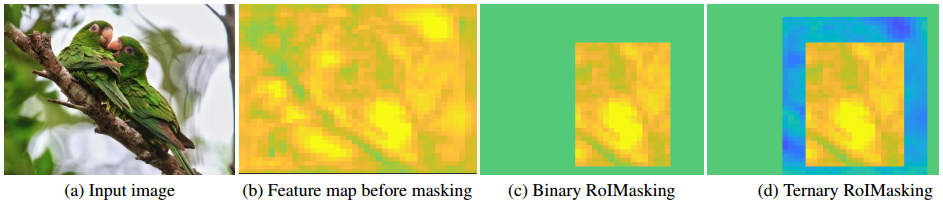 (a) Input image
(b) Feature map before masking
(c) Binary RoIMasking
(d) Ternary RoIMasking